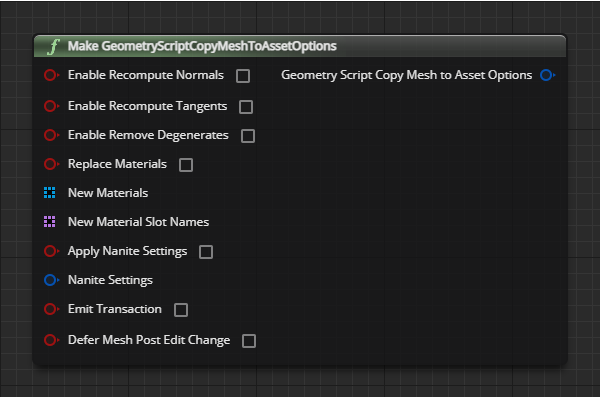 f Make GeometryScriptCopyMeshToAssetOptions
Enable Recompute Normals Geometry Script Copy Mesh to Asset Options
Enable Recompute Tangents
Enable Remove Degenerates
Replace Materials
New Materials
New Material Slot Names
Apply Nanite Settings
Nanite Settings
Emit Transaction
Defer Mesh Post Edit Change